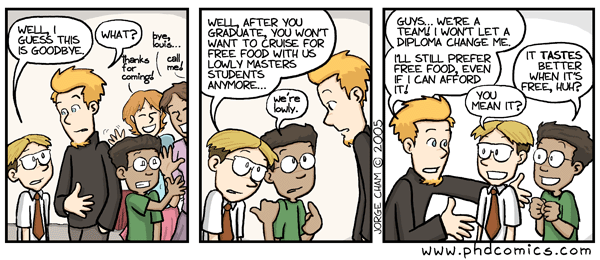 WELL, I
GUESS THIS
IS GOODBYE.
WHAT?
thanks
for
coming!
bye,
louis...
call
me!
WELL, AFTER YOU
GRADUATE, YOU WON'T
WANT TO CRUISE FOR
FREE FOOD WITH US
LOWLY MASTERS
STUDENTS
ANYMORE...
we're
lowly.
JORGE CHAM © 2005
GUYS... WE'RE A
TEAM! I WON'T LET A
DIPLOMA CHANGE ME.
I'LL STILL PREFER
FREE FOOD, EVEN
IF I CAN AFFORD
IT!
YOU
MEAN IT?
IT TASTES
BETTER
WHEN IT'S
FREE, HUH?
www.phdcomics.com